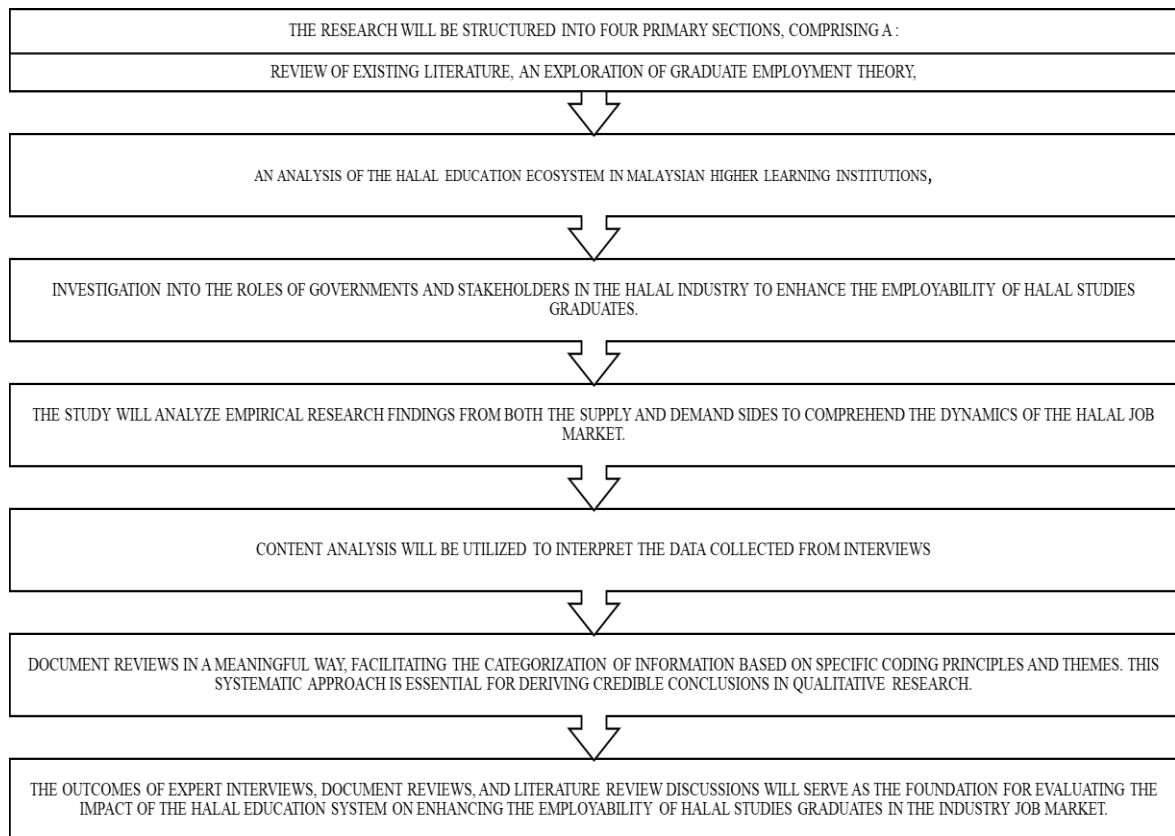 THE RESEARCH WILL BE STRUCTURED INTO FOUR PRIMARY SECTIONS, COMPRISING A :
REVIEW OF EXISTING LITERATURE, AN EXPLORATION OF GRADUATE EMPLOYMENT THEORY,
AN ANALYSIS OF THE HALAL EDUCATION ECOSYSTEM IN MALAYSIAN HIGHER LEARNING INSTITUTIONS,
INVESTIGATION INTO THE ROLES OF GOVERNMENTS AND STAKEHOLDERS IN THE HALAL INDUSTRY TO ENHANCE THE EMPLOYABILITY OF HALAL STUDIES
GRADUATES.
THE STUDY WILL ANALYZE EMPIRICAL RESEARCH FINDINGS FROM BOTH THE SUPPLY AND DEMAND SIDES TO COMPREHEND THE DYNAMICS OF THE HALAL JOB
MARKET.
CONTENT ANALYSIS WILL BE UTILIZED TO INTERPRET THE DATA COLLECTED FROM INTERVIEWS
DOCUMENT REVIEWS IN A MEANINGFUL WAY, FACILITATING THE CATEGORIZATION OF INFORMATION BASED ON SPECIFIC CODING PRINCIPLES AND THEMES. THIS
SYSTEMATIC APPROACH IS ESSENTIAL FOR DERIVING CREDIBLE CONCLUSIONS IN QUALITATIVE RESEARCH.
THE OUTCOMES OF EXPERT INTERVIEWS, DOCUMENT REVIEWS, AND LITERATURE REVIEW DISCUSSIONS WILL SERVE AS THE FOUNDATION FOR EVALUATING THE
IMPACT OF THE HALAL EDUCATION SYSTEM ON ENHANCING THE EMPLOYABILITY OF HALAL STUDIES GRADUATES IN THE INDUSTRY JOB MARKET.